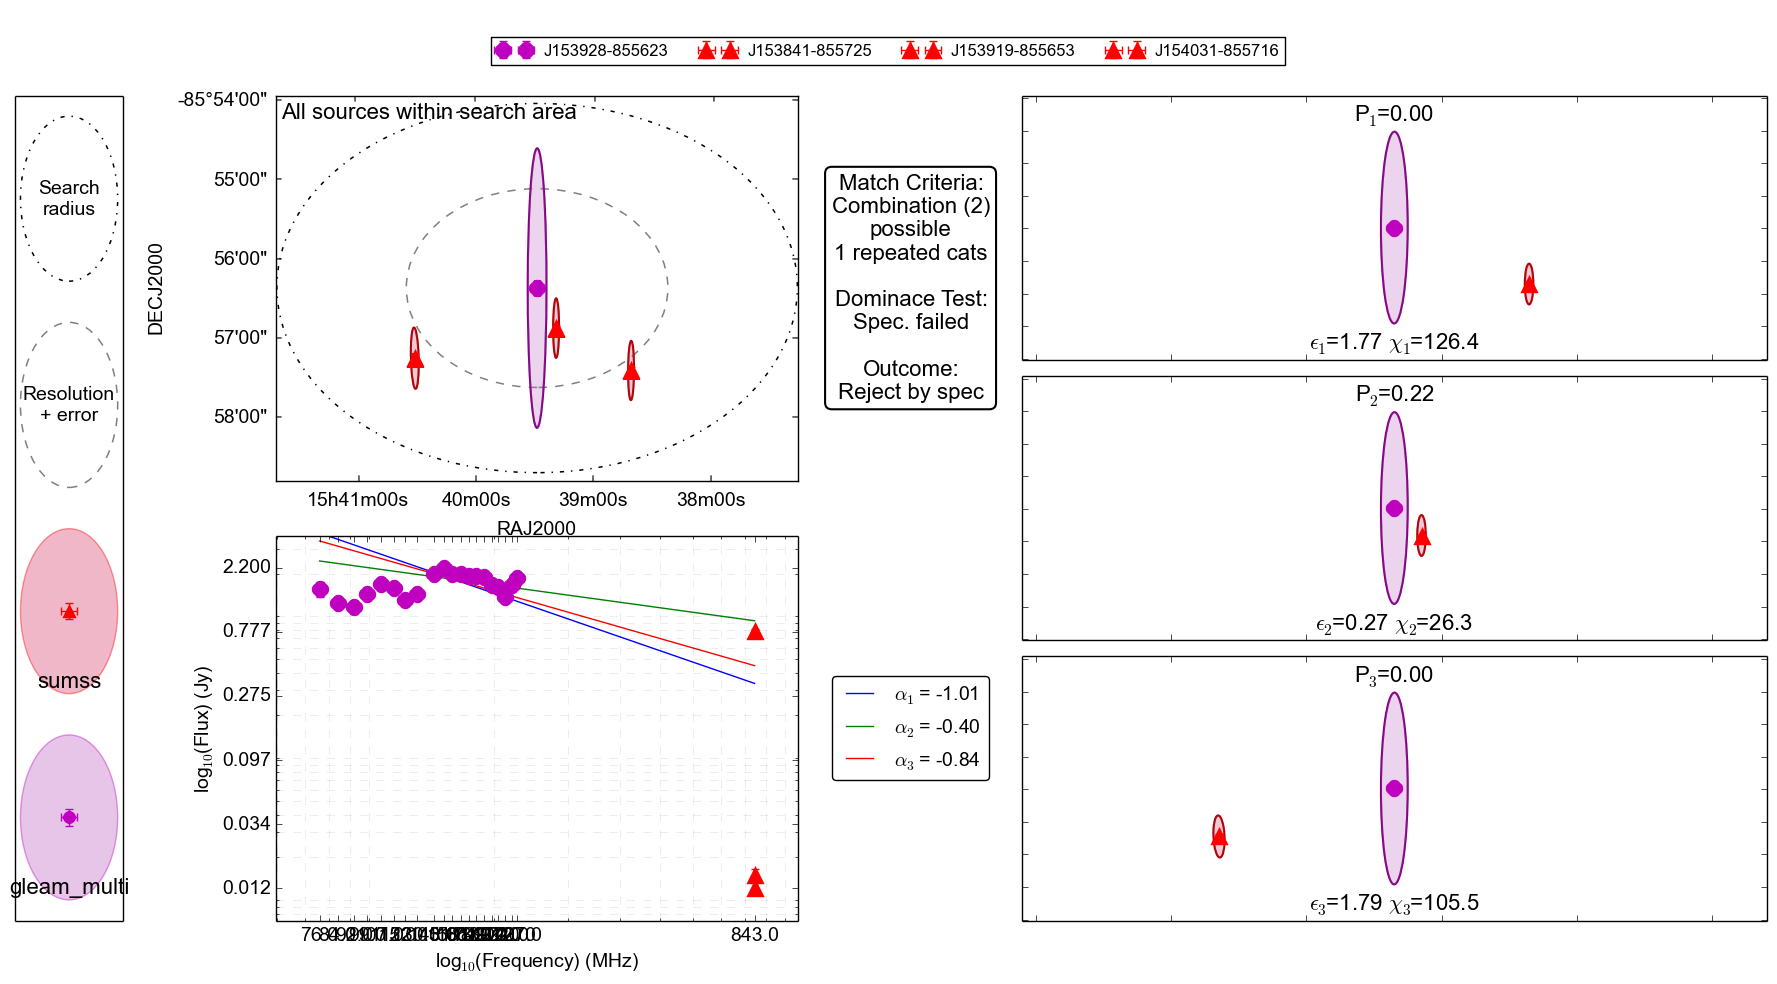 J153928-855623 J153841-855725 J153919-855653 J154031-855716
Search
radius
Resolution
+ error
sumss
gleam_multi
All sources within search area
-85°54'00"
55'00"
56'00"
57'00"
58'00"
DECJ2000
15h41m00s 40m00s 39m00s 38m00s
RAJ2000
2.200
0.777
0.275
0.097
0.034
0.012
log10(Flux) (Jy)
843.0
log10(Frequency) (MHz)
Match Criteria:
Combination (2)
possible
1 repeated cats
Dominace Test:
Spec. failed
Outcome:
Reject by spec
α1 = -1.01
α2 = -0.40
α3 = -0.84
P1=0.00
ϵ1=1.77 χ1=126.4
P2=0.22
ϵ2=0.27 χ2=26.3
P3=0.00
ϵ3=1.79 χ3=105.5